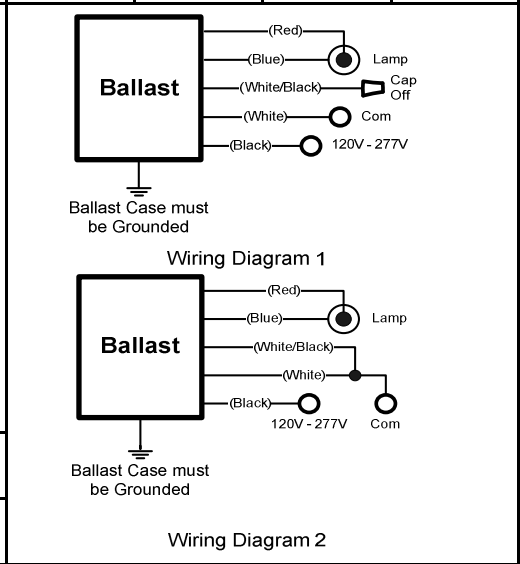 (Red)
(Blue)
Lamp
Ballast
(White/Black)
Cap
Off
(White)
Com
(Black)
120V - 277V
Ballast Case must
be Grounded
Wiring Diagram 1
(Red)
(Blue)
Lamp
Ballast
(White/Black)
(White)
(Black)
120V - 277V
Com
Ballast Case must
be Grounded
Wiring Diagram 2